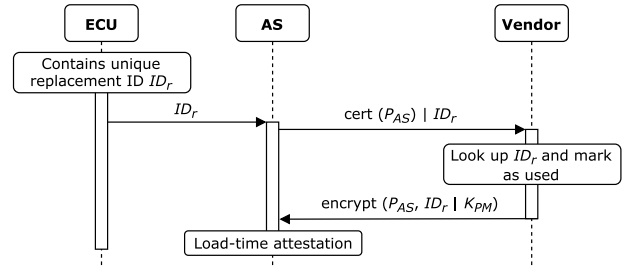 ECU
AS
Vendor
Contains unique
replacement ID ID_r
ID_r
cert (P_AS) | ID_r
Look up ID_r and mark
as used
encrypt (P_AS, ID_r | K_PM)
Load-time attestation